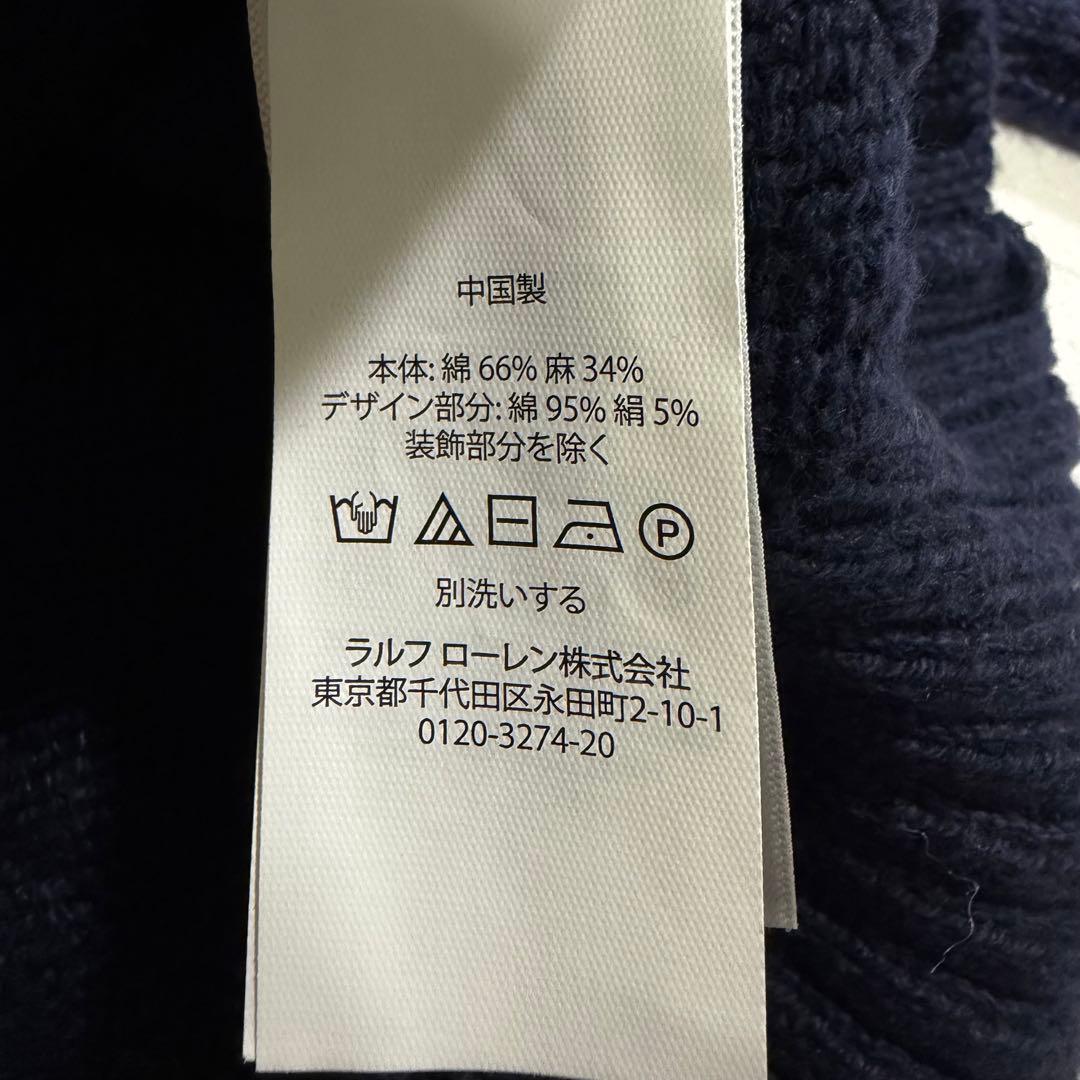 中国製
本体: 綿 66% 麻 34%
デザイン部分: 綿 95% 絹 5%
装飾部分を除く
P
別洗いする
ラルフ ローレン株式会社
東京都千代田区永田町2-10-1
0120-3274-20